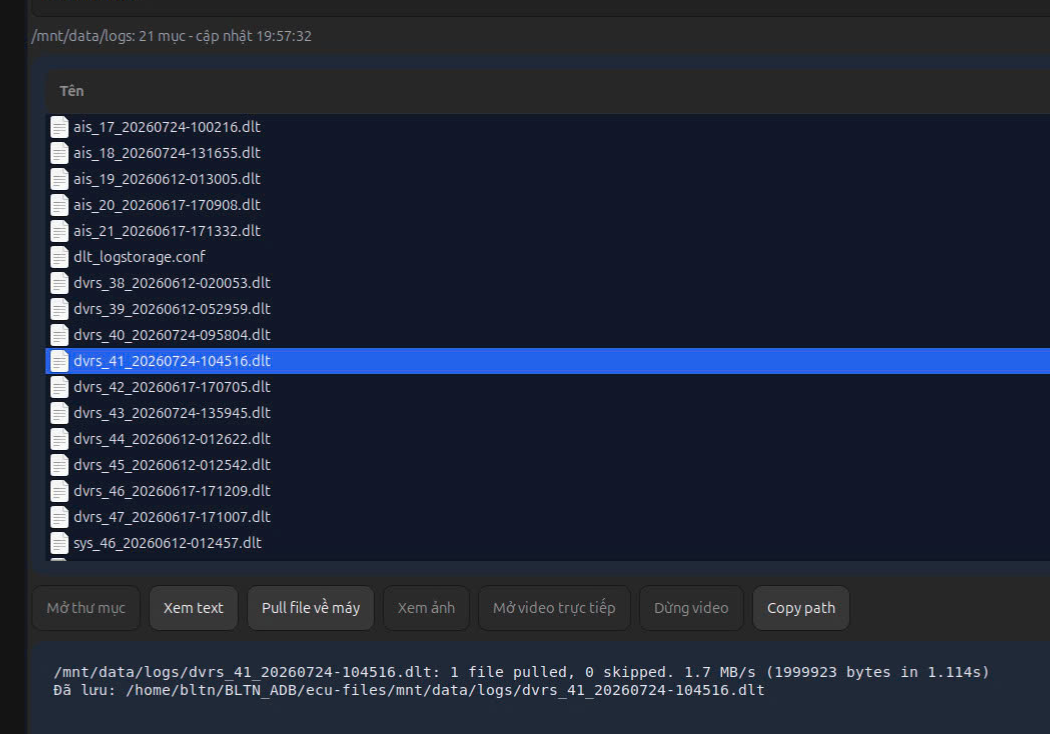 /mnt/data/logs: 21 mục - cập nhật 19:57:32
Tên
ais_17_20260724-100216.dlt
ais_18_20260724-131655.dlt
ais_19_20260612-013005.dlt
ais_20_20260617-170908.dlt
ais_21_20260617-171332.dlt
dlt_logstorage.conf
dvrs_38_20260612-020053.dlt
dvrs_39_20260612-052959.dlt
dvrs_40_20260724-095804.dlt
dvrs_41_20260724-104516.dlt
dvrs_42_20260617-170705.dlt
dvrs_43_20260724-135945.dlt
dvrs_44_20260612-012622.dlt
dvrs_45_20260612-012542.dlt
dvrs_46_20260617-171209.dlt
dvrs_47_20260617-171007.dlt
sys_46_20260612-012457.dlt
Mở thư mục Xem text Pull file về máy Xem ảnh Mở video trực tiếp Dừng video Copy path
/mnt/data/logs/dvrs_41_20260724-104516.dlt: 1 file pulled, 0 skipped. 1.7 MB/s (1999923 bytes in 1.114s)
Đã lưu: /home/bltn/BLTN_ADB/ecu-files/mnt/data/logs/dvrs_41_20260724-104516.dlt